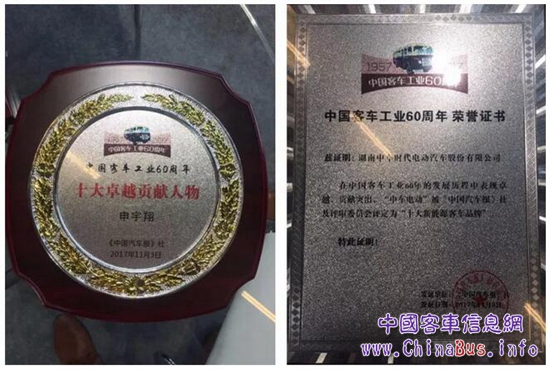 中国客车工业60周年
中国客车工业60周年
十大卓越贡献人物
申宇翔
《中国汽车报》社
2017年11月3日
1957
中国客车工业60周年
中国客车工业60周年 荣誉证书
兹证明：湖南中车时代电动汽车股份有限公司
在中国客车工业60年的发展历程中表现卓
越、贡献突出，“中车电动”被“中国汽车报”社
及评审委员会评定为“十大新能源客车品牌”。
特此证明！
中國客車信息網
www.ChinaBus.info